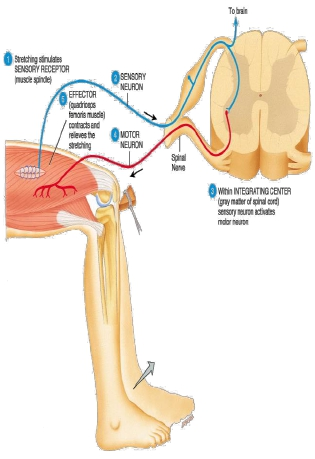 To brain
1 Stretching stimulates
SENSORY RECEPTOR
(muscle spindle)
2 SENSORY
NEURON
5 EFFECTOR
(quadriceps
femoris muscle)
contracts and
relieves the
stretching
4 MOTOR
NEURON
Spinal
Nerve
3 Within INTEGRATING CENTER
(gray matter of spinal cord)
sensory neuron activates
motor neuron